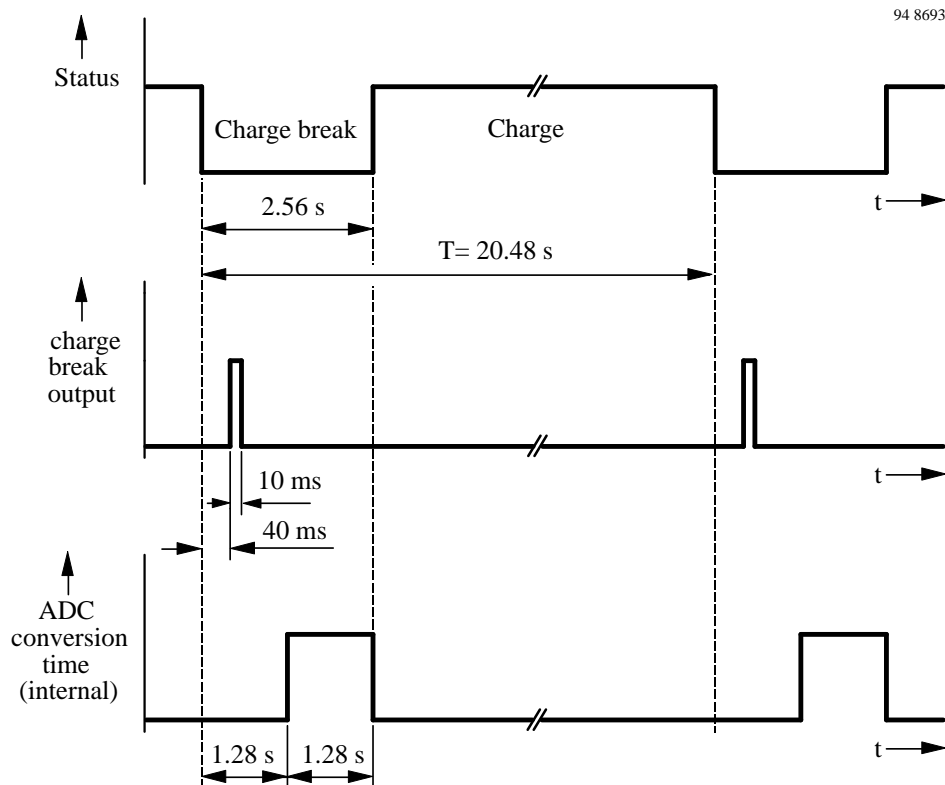 94 8693
Status
Charge break
Charge
t
2.56 s
T= 20.48 s
charge
break
output
t
10 ms
40 ms
ADC
conversion
time
(internal)
t
1.28 s
1.28 s